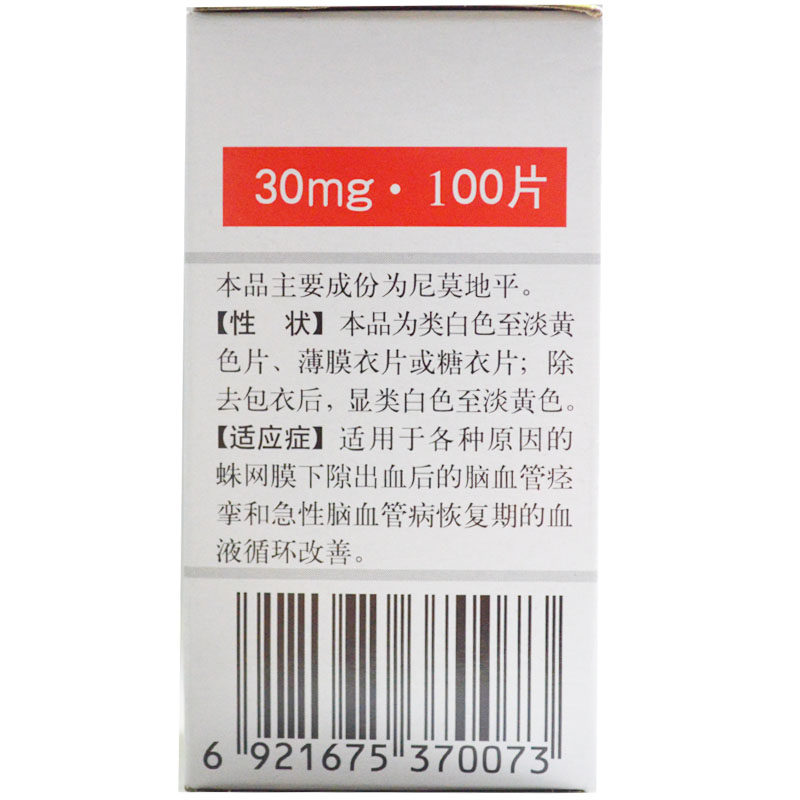 30mg·100片
本品主要成份为尼莫地平。
【性 状】本品为类白色至淡黄
色片、薄膜衣片或糖衣片；除
去包衣后，显类白色至淡黄色。
【适应症】适用于各种原因的
蛛网膜下隙出血后的脑血管痉
挛和急性脑血管病恢复期的血
液循环改善。
6 921675 370073